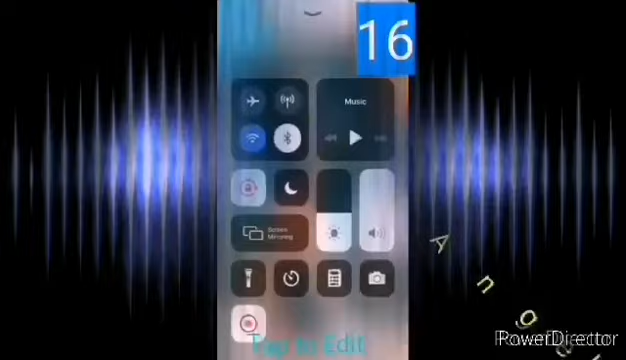 16
Music
Screen
Mirroring
Tap to Edit
A n g
PowerDirector